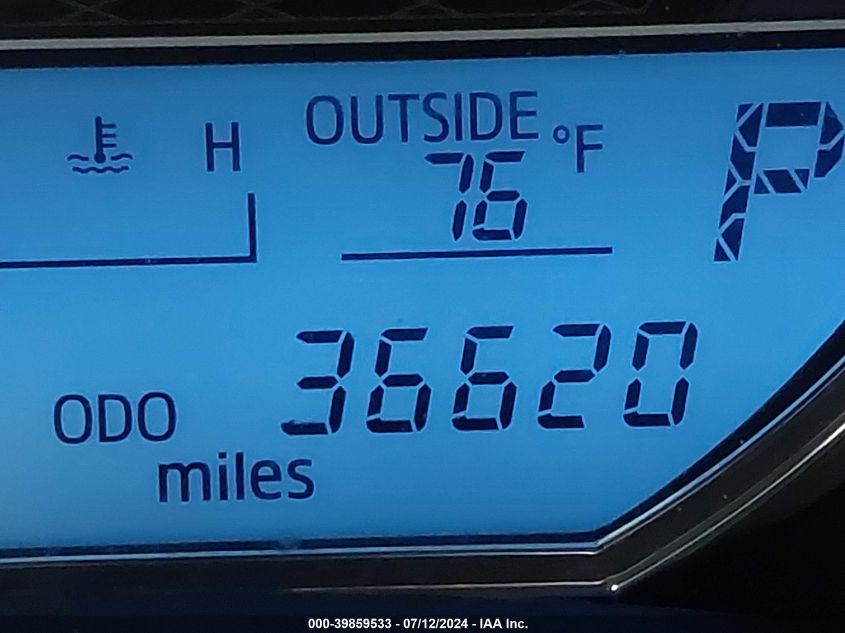 H
OUTSIDE °F
76
P
36620
ODO
miles
000-39859533 - 07/12/2024 - IAA Inc.